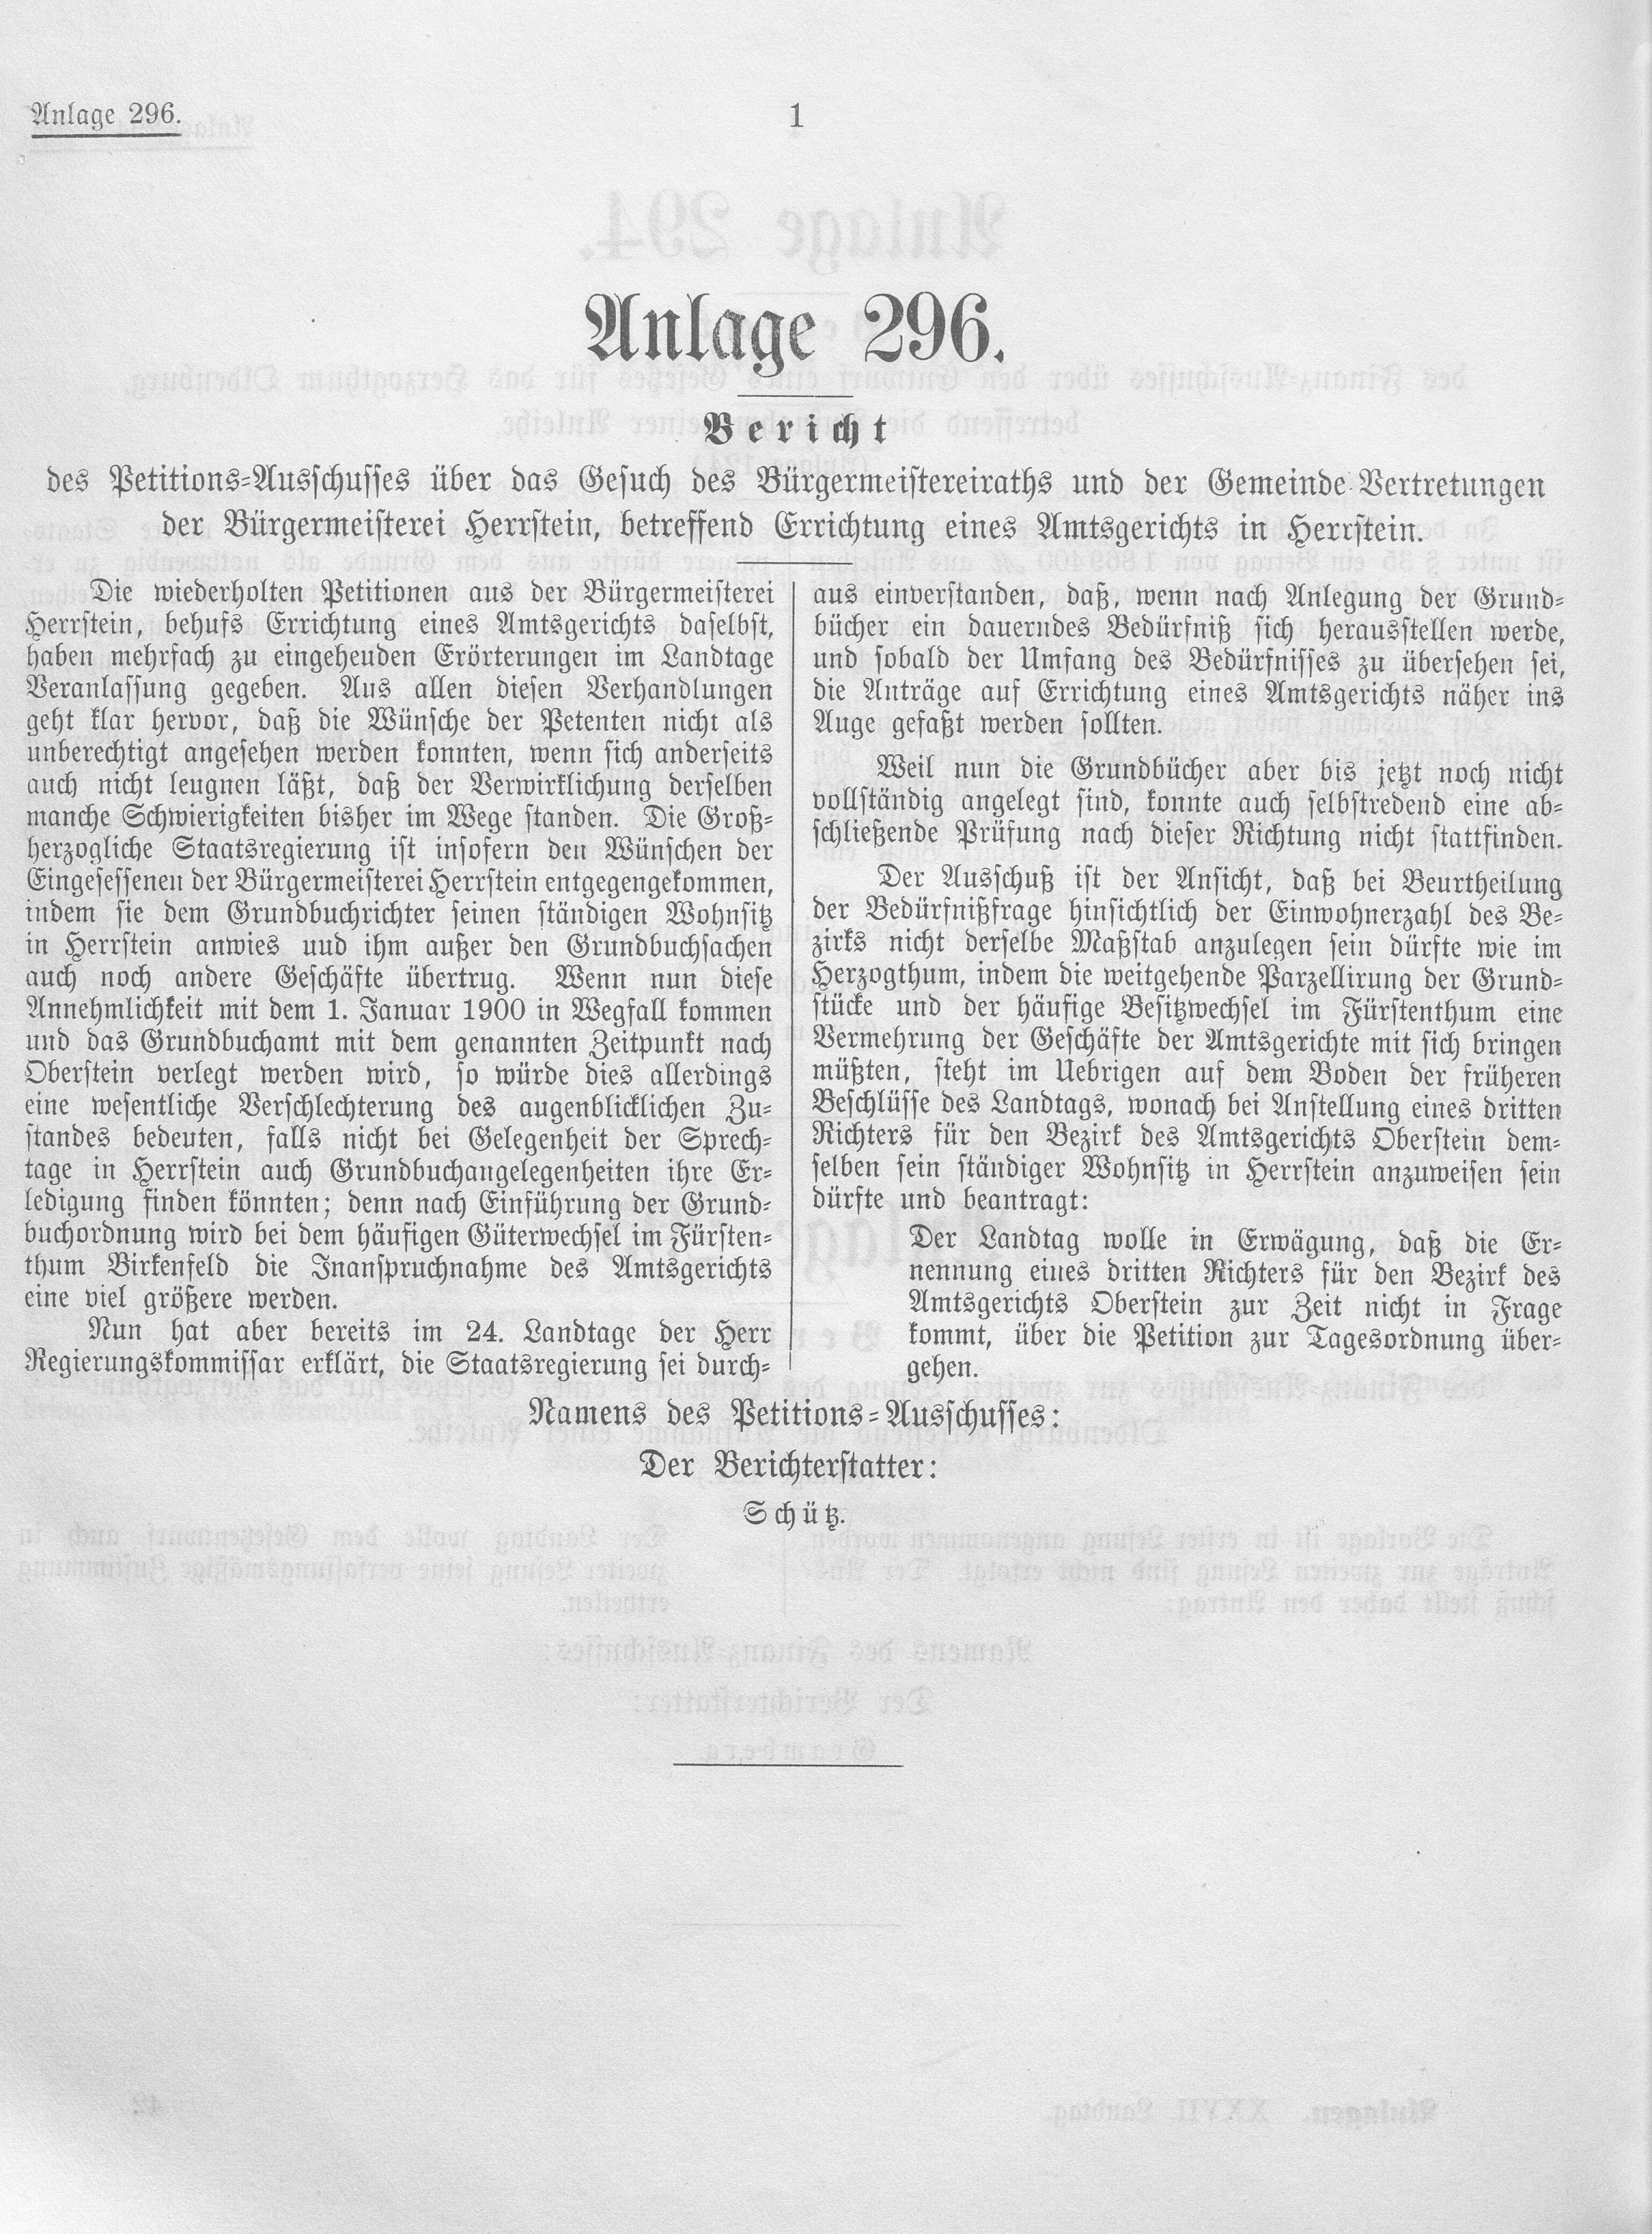 Anlage 296.
1
Anlage 296.
Bericht
des Petitions-Ausschusses über das Gesuch des Bürgermeistereiraths und der Gemeinde-Vertretungen
der Bürgermeisterei Herrstein, betreffend Errichtung eines Amtsgerichts in Herrstein.
Die wiederholten Petitionen aus der Bürgermeisterei
Herrstein, behufs Errichtung eines Amtsgerichts daselbst,
haben mehrfach zu eingehenden Erörterungen im Landtage
Veranlassung gegeben. Aus allen diesen Verhandlungen
geht klar hervor, daß die Wünsche der Petenten nicht als
unberechtigt angesehen werden konnten, wenn sich anderseits
auch nicht leugnen läßt, daß der Verwirklichung derselben
manche Schwierigkeiten bisher im Wege standen. Die Groß-
herzogliche Staatsregierung ist insofern den Wünschen der
Eingesessenen der Bürgermeisterei Herrstein entgegengekommen,
indem sie dem Grundbuchrichter seinen ständigen Wohnsitz
in Herrstein anwies und ihm außer den Grundbuchsachen
auch noch andere Geschäfte übertrug. Wenn nun diese
Annehmlichkeit mit dem 1. Januar 1900 in Wegfall kommen
und das Grundbuchamt mit dem genannten Zeitpunkt nach
Oberstein verlegt werden wird, so würde dies allerdings
eine wesentliche Verschlechterung des augenblicklichen Zu-
standes bedeuten, falls nicht bei Gelegenheit der Sprech-
tage in Herrstein auch Grundbuchangelegenheiten ihre Er-
ledigung finden könnten; denn nach Einführung der Grund-
buchordnung wird bei dem häufigen Güterwechsel im Fürsten-
thum Birkenfeld die Inanspruchnahme des Amtsgerichts
eine viel größere werden.
Nun hat aber bereits im 24. Landtage der Herr
Regierungskommissar erklärt, die Staatsregierung sei durch-
aus einverstanden, daß, wenn nach Anlegung der Grund-
bücher ein dauerndes Bedürfniß sich herausstellen werde,
und sobald der Umfang des Bedürfnisses zu übersehen sei,
die Anträge auf Errichtung eines Amtsgerichts näher ins
Auge gefaßt werden sollten.
Weil nun die Grundbücher aber bis jetzt noch nicht
vollständig angelegt sind, konnte auch selbstredend eine ab-
schließende Prüfung nach dieser Richtung nicht stattfinden.
Der Ausschuß ist der Ansicht, daß bei Beurtheilung
der Bedürfnißfrage hinsichtlich der Einwohnerzahl des Be-
zirks nicht derselbe Maßstab anzulegen sein dürfte wie im
Herzogthum, indem die weitgehende Parzellirung der Grund-
stücke und der häufige Besitzwechsel im Fürstenthum eine
Vermehrung der Geschäfte der Amtsgerichte mit sich bringen
müßten, steht im Uebrigen auf dem Boden der früheren
Beschlüsse des Landtags, wonach bei Anstellung eines dritten
Richters für den Bezirk des Amtsgerichts Oberstein dem-
selben sein ständiger Wohnsitz in Herrstein anzuweisen sein
dürfte und beantragt:
Der Landtag wolle in Erwägung, daß die Er-
nennung eines dritten Richters für den Bezirk des
Amtsgerichts Oberstein zur Zeit nicht in Frage
kommt, über die Petition zur Tagesordnung über-
gehen.
Namens des Petitions-Ausschusses:
Der Berichterstatter:
Schütz.